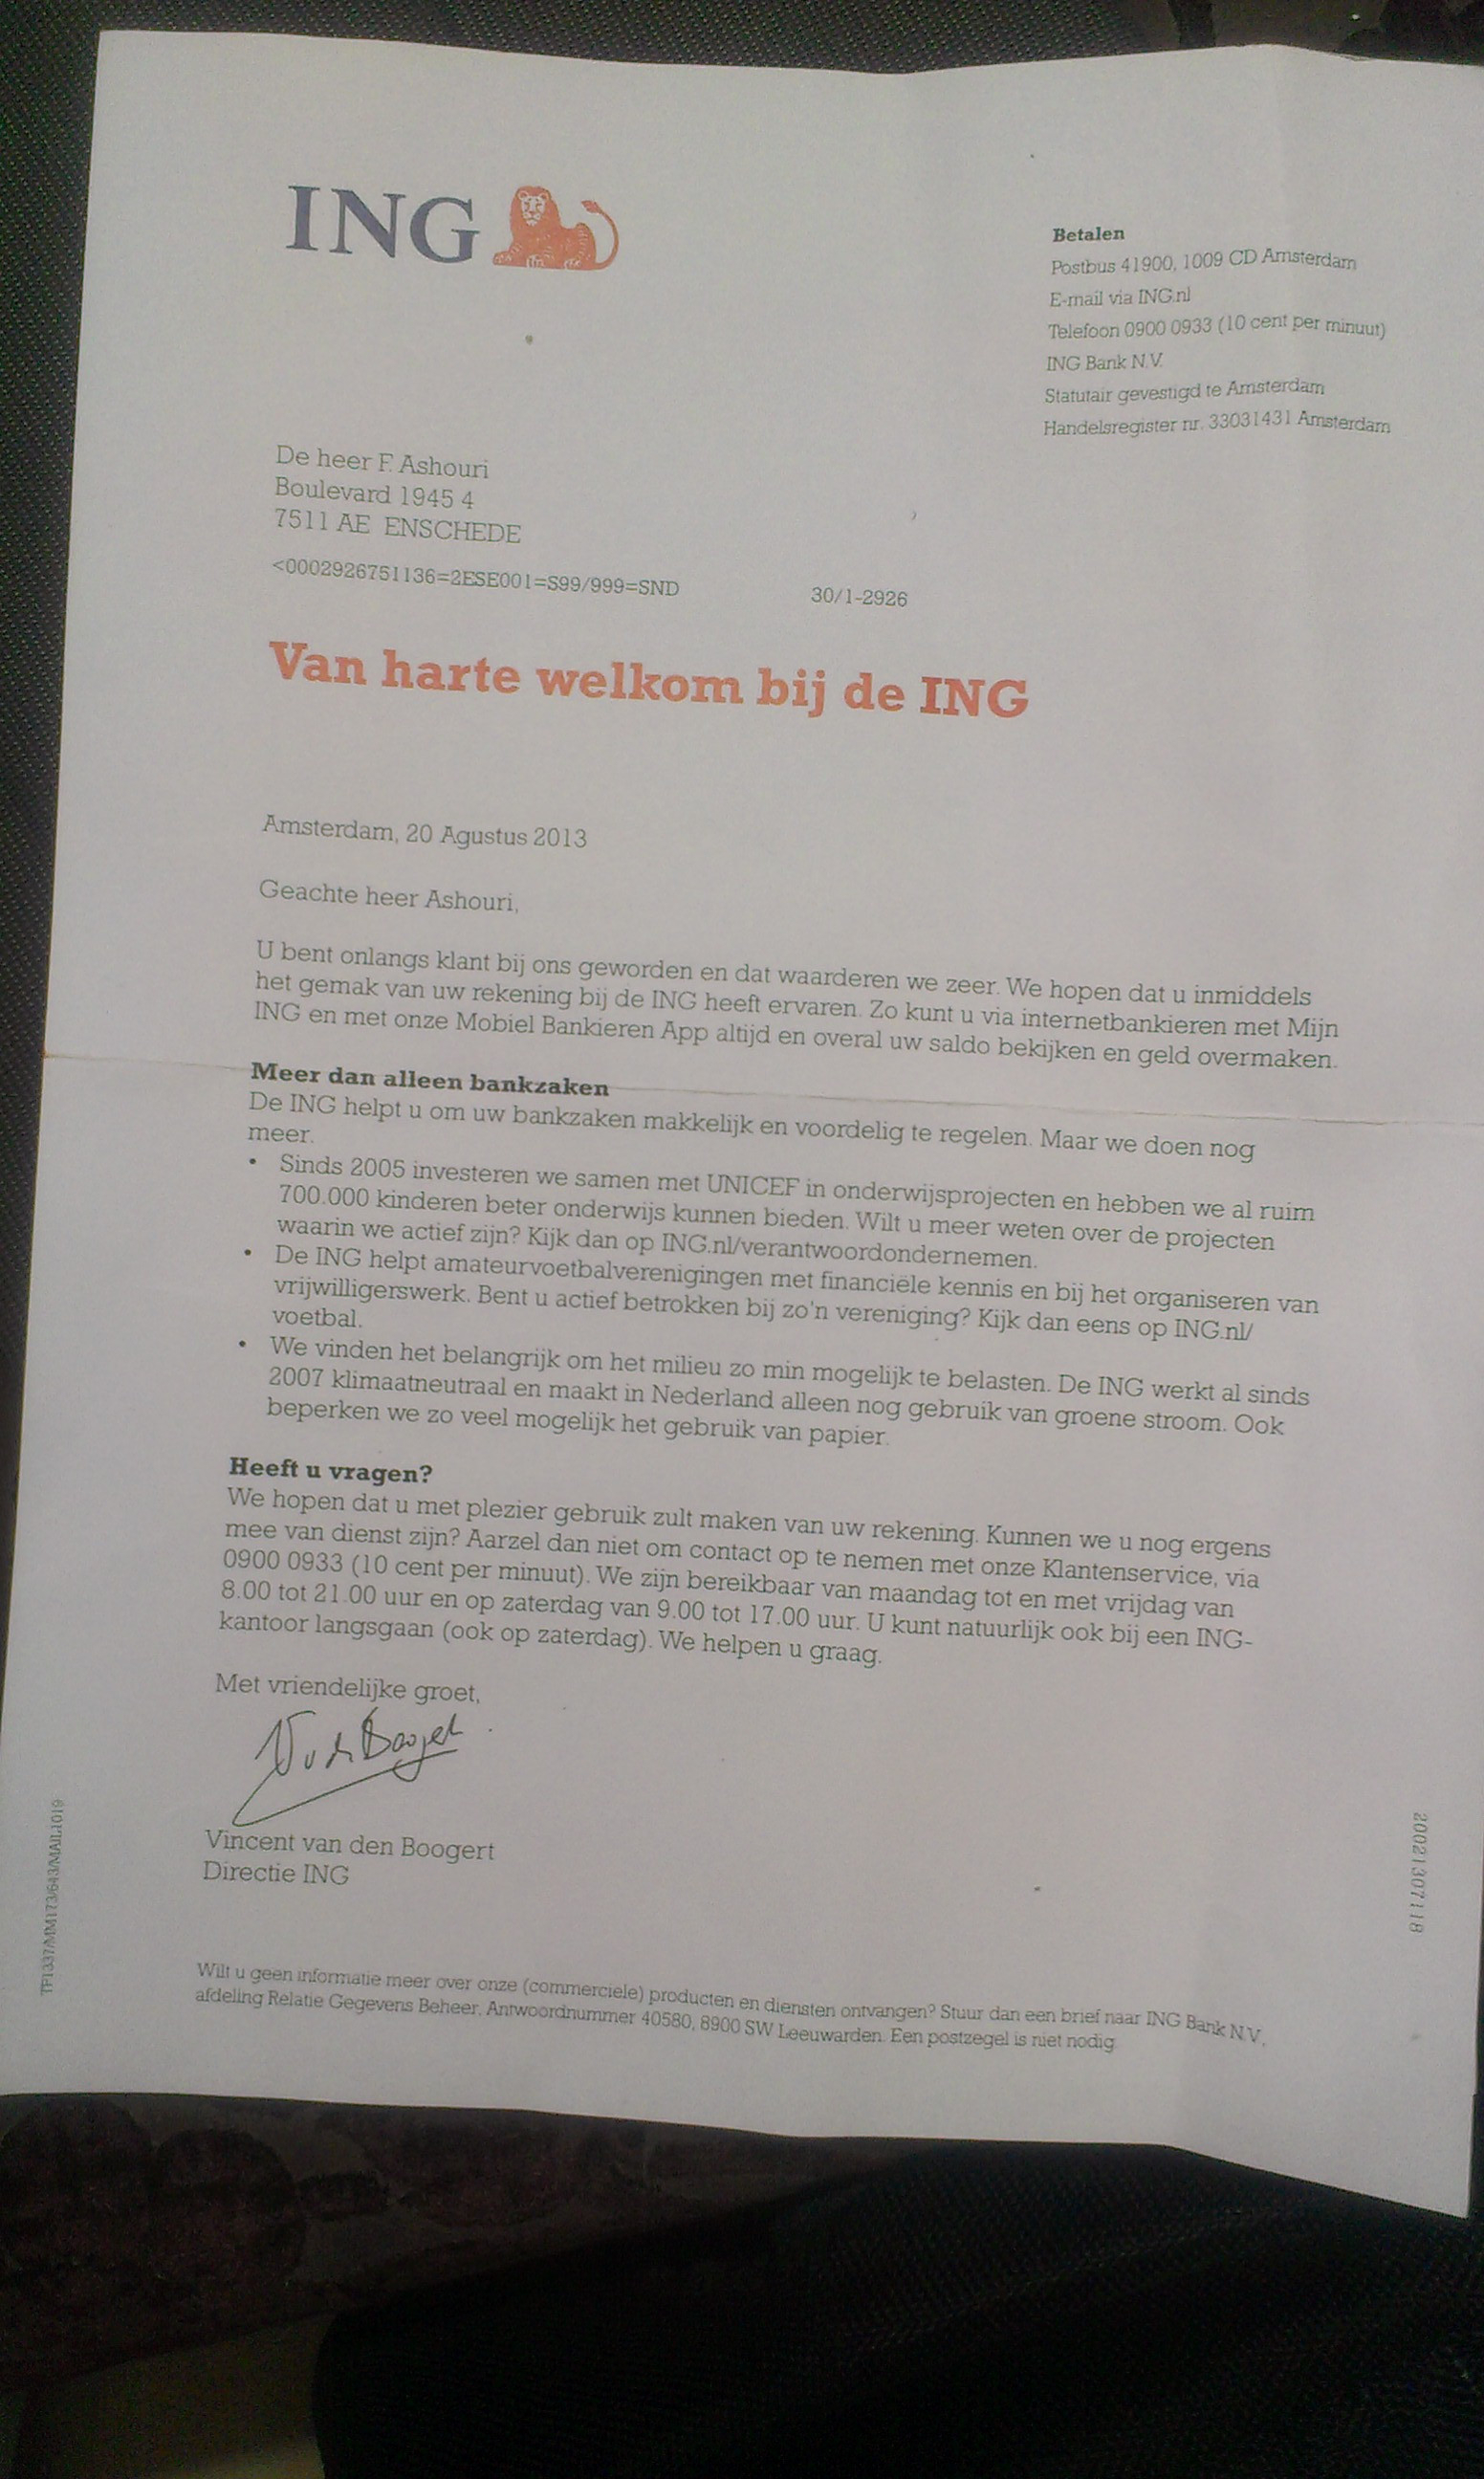 ING
Betalen
Postbus 41900, 1009 CD Amsterdam
E-mail via ING.nl
Telefoon 0900 0933 (10 cent per minuut)
ING Bank N.V.
Statutair gevestigd te Amsterdam
Handelsregister nr. 33031431 Amsterdam
De heer F. Ashouri
Boulevard 1945 4
7511 AE ENSCHEDE
<0002926751136=2ESE001=S99/999=SND
30/1-2926
Van harte welkom bij de ING
Amsterdam, 20 Agustus 2013
Geachte heer Ashouri,
U bent onlangs klant bij ons geworden en dat waarderen we zeer. We hopen dat u inmiddels
het gemak van uw rekening bij de ING heeft ervaren. Zo kunt u via internetbankieren met Mijn
ING en met onze Mobiel Bankieren App altijd en overal uw saldo bekijken en geld overmaken.
Meer dan alleen bankzaken
De ING helpt u om uw bankzaken makkelijk en voordelig te regelen. Maar we doen nog
meer.
• Sinds 2005 investeren we samen met UNICEF in onderwijsprojecten en hebben we al ruim
700.000 kinderen beter onderwijs kunnen bieden. Wilt u meer weten over de projecten
waarin we actief zijn? Kijk dan op ING.nl/verantwoordondernemen.
• De ING helpt amateurvoetbalverenigingen met financiële kennis en bij het organiseren van
vrijwilligerswerk. Bent u actief betrokken bij zo'n vereniging? Kijk dan eens op ING.nl/
voetbal.
• We vinden het belangrijk om het milieu zo min mogelijk te belasten. De ING werkt al sinds
2007 klimaatneutraal en maakt in Nederland alleen nog gebruik van groene stroom. Ook
beperken we zo veel mogelijk het gebruik van papier.
Heeft u vragen?
We hopen dat u met plezier gebruik zult maken van uw rekening. Kunnen we u nog ergens
mee van dienst zijn? Aarzel dan niet om contact op te nemen met onze Klantenservice, via
0900 0933 (10 cent per minuut). We zijn bereikbaar van maandag tot en met vrijdag van
8.00 tot 21.00 uur en op zaterdag van 9.00 tot 17.00 uur. U kunt natuurlijk ook bij een ING-
kantoor langsgaan (ook op zaterdag). We helpen u graag.
Met vriendelijke groet,
Vincent van den Boogert
Directie ING
TF1337/MM173/643/MAIL1019
20021307118
Wilt u geen informatie meer over onze (commerciële) producten en diensten ontvangen? Stuur dan een brief naar ING Bank N.V.,
afdeling Relatie Gegevens Beheer, Antwoordnummer 40580, 8900 SW Leeuwarden. Een postzegel is niet nodig.